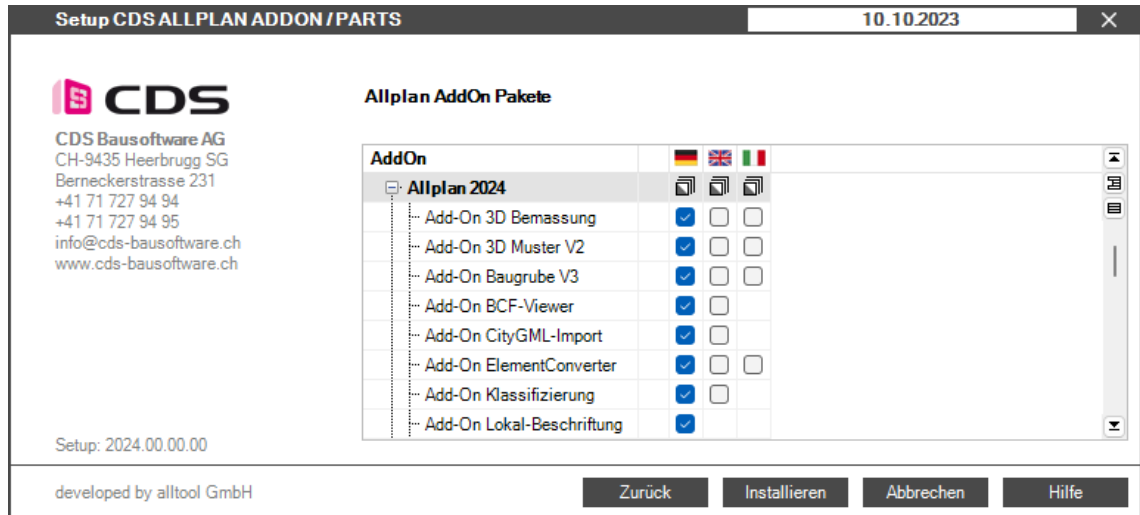 Setup CDS ALLPLAN ADDON / PARTS
10.10.2023
CDS
CDS Bausoftware AG
CH-9435 Heerbrugg SG
Berneckerstrasse 231
+41 71 727 94 94
+41 71 727 94 95
info@cds-bausoftware.ch
www.cds-bausoftware.ch
Allplan AddOn Pakete
AddOn
Allplan 2024
Add-On 3D Bemassung
Add-On 3D Muster V2
Add-On Baugrube V3
Add-On BCF-Viewer
Add-On CityGML-Import
Add-On ElementConverter
Add-On Klassifizierung
Add-On Lokal-Beschriftung
Setup: 2024.00.00.00
developed by alltool GmbH
Zurück
Installieren
Abbrechen
Hilfe